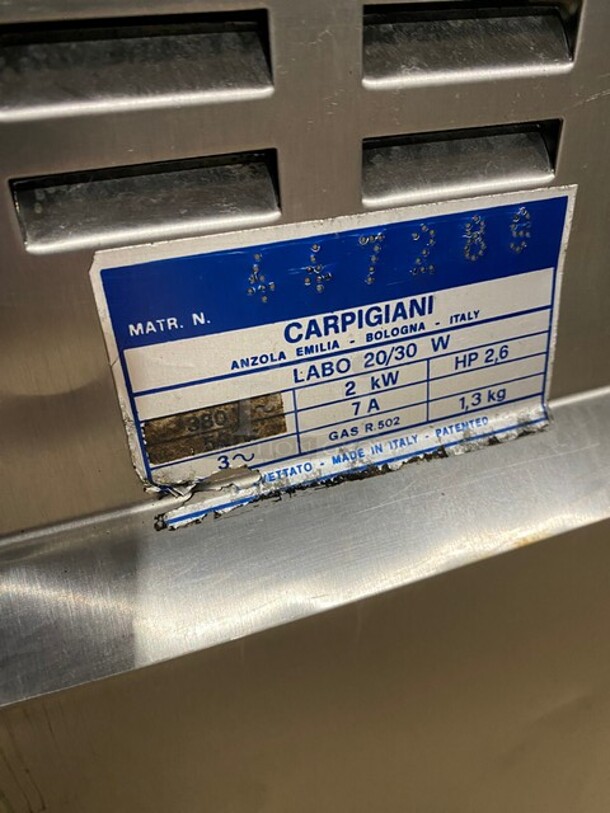 MATR. N.
CARPIGIANI
ANZOLA EMILIA - BOLOGNA - ITALY
LABO 20/30 W
380 2 kW HP 2,6
7 A
3~ GAS R.502 1,3 kg
VETTATO - MADE IN ITALY - PATENTED